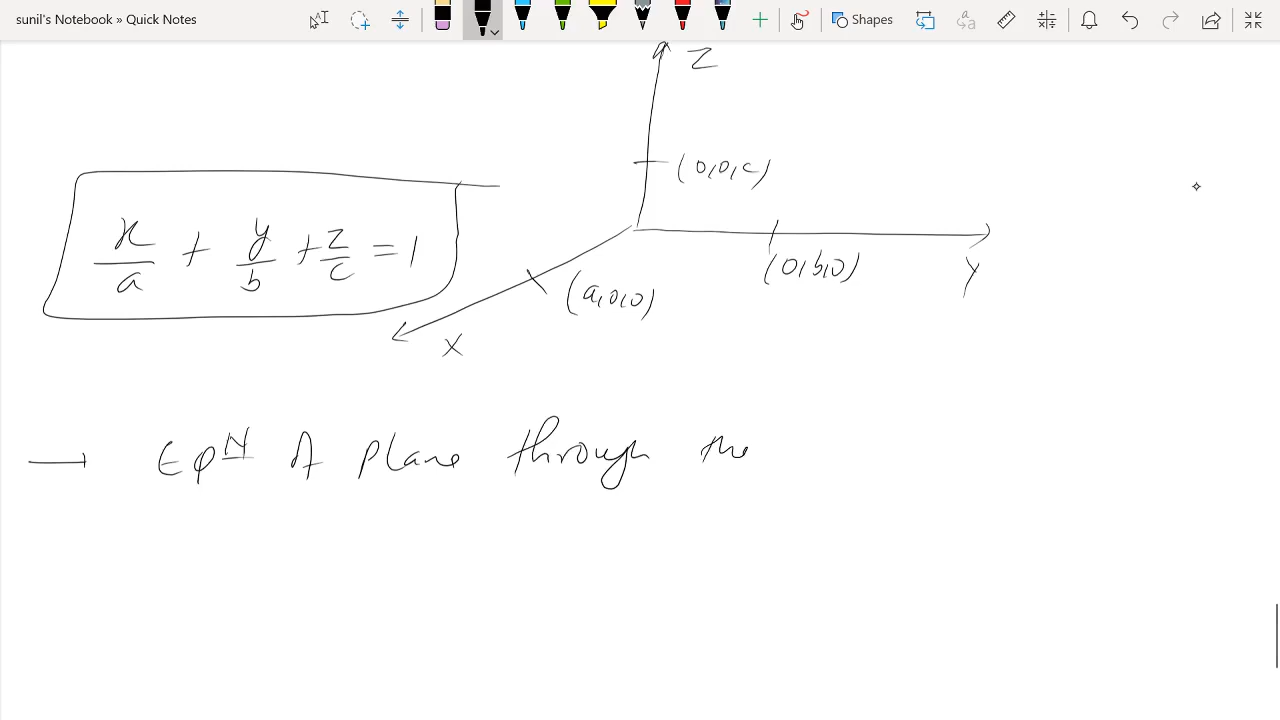 sunil's Notebook » Quick Notes
Shapes
Z
(0,0,c)
x/a + y/b + z/c = 1
(0,b,0)
Y
(a,0,0)
X
— EqN of Plane through the